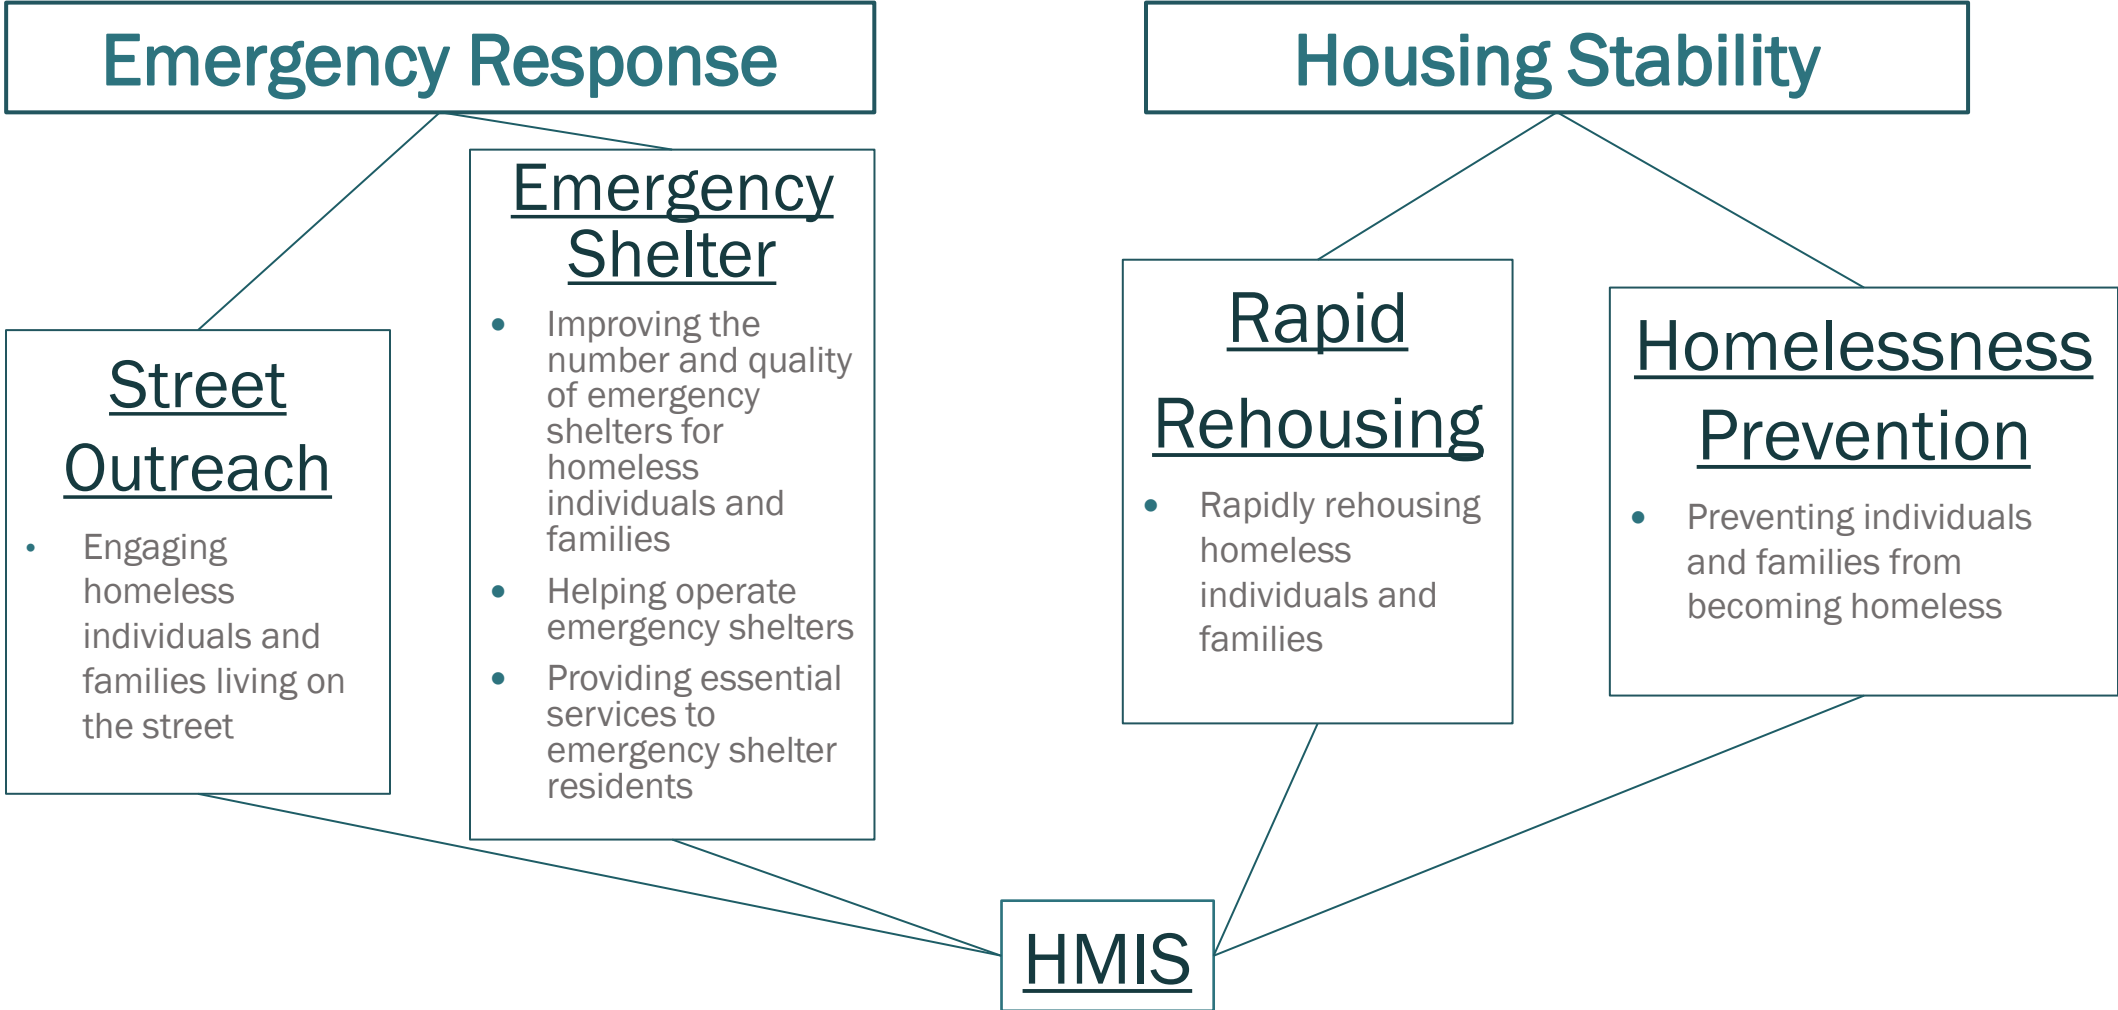 Emergency Response
Housing Stability
Street
Outreach
• Engaging
homeless
individuals and
families living on
the street
Emergency
Shelter
• Improving the
number and quality
of emergency
shelters for
homeless
individuals and
families
• Helping operate
emergency shelters
• Providing essential
services to
emergency shelter
residents
Rapid
Rehousing
• Rapidly rehousing
homeless
individuals and
families
Homelessness
Prevention
• Preventing individuals
and families from
becoming homeless
HMIS